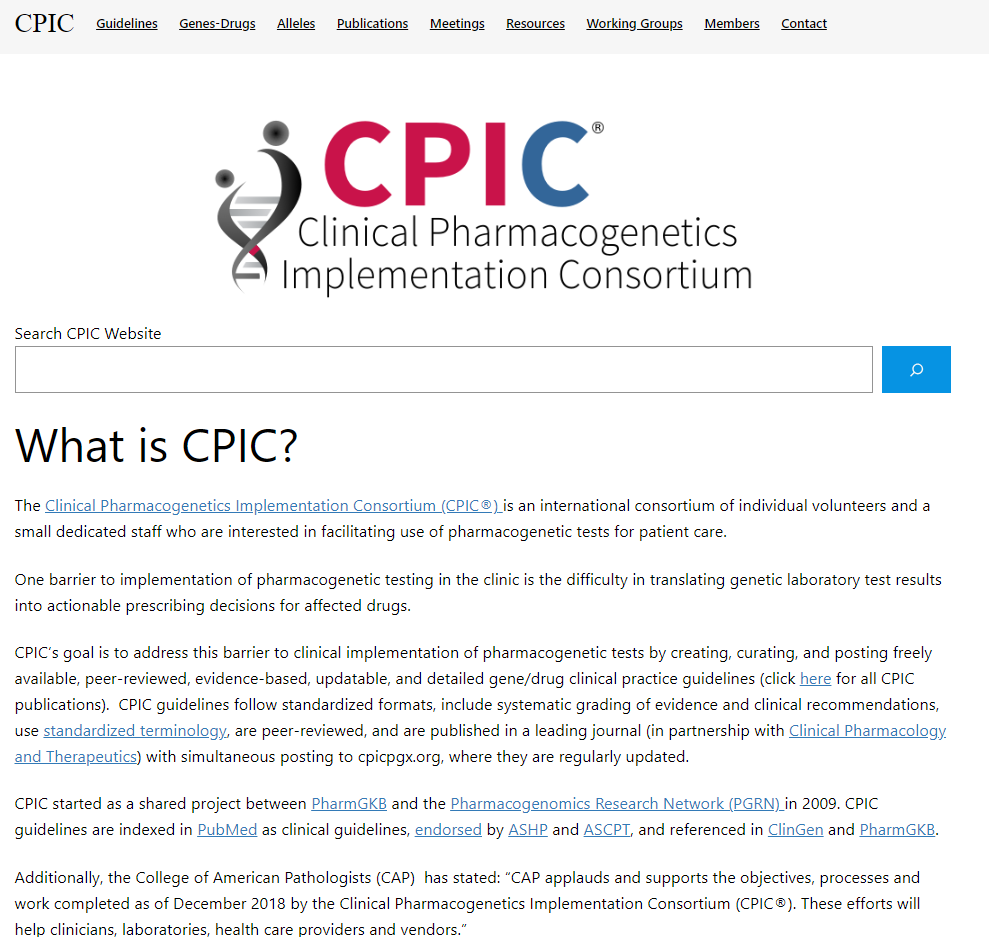 CPIC Guidelines Genes-Drugs Alleles Publications Meetings Resources Working Groups Members Contact
CPIC®
Clinical Pharmacogenetics
Implementation Consortium
Search CPIC Website
What is CPIC?
The Clinical Pharmacogenetics Implementation Consortium (CPIC®) is an international consortium of individual volunteers and a
small dedicated staff who are interested in facilitating use of pharmacogenetic tests for patient care.
One barrier to implementation of pharmacogenetic testing in the clinic is the difficulty in translating genetic laboratory test results
into actionable prescribing decisions for affected drugs.
CPIC’s goal is to address this barrier to clinical implementation of pharmacogenetic tests by creating, curating, and posting freely
available, peer-reviewed, evidence-based, updatable, and detailed gene/drug clinical practice guidelines (click here for all CPIC
publications).  CPIC guidelines follow standardized formats, include systematic grading of evidence and clinical recommendations,
use standardized terminology, are peer-reviewed, and are published in a leading journal (in partnership with Clinical Pharmacology
and Therapeutics) with simultaneous posting to cpicpgx.org, where they are regularly updated.
CPIC started as a shared project between PharmGKB and the Pharmacogenomics Research Network (PGRN) in 2009. CPIC
guidelines are indexed in PubMed as clinical guidelines, endorsed by ASHP and ASCPT, and referenced in ClinGen and PharmGKB.
Additionally, the College of American Pathologists (CAP)  has stated: “CAP applauds and supports the objectives, processes and
work completed as of December 2018 by the Clinical Pharmacogenetics Implementation Consortium (CPIC®). These efforts will
help clinicians, laboratories, health care providers and vendors.”